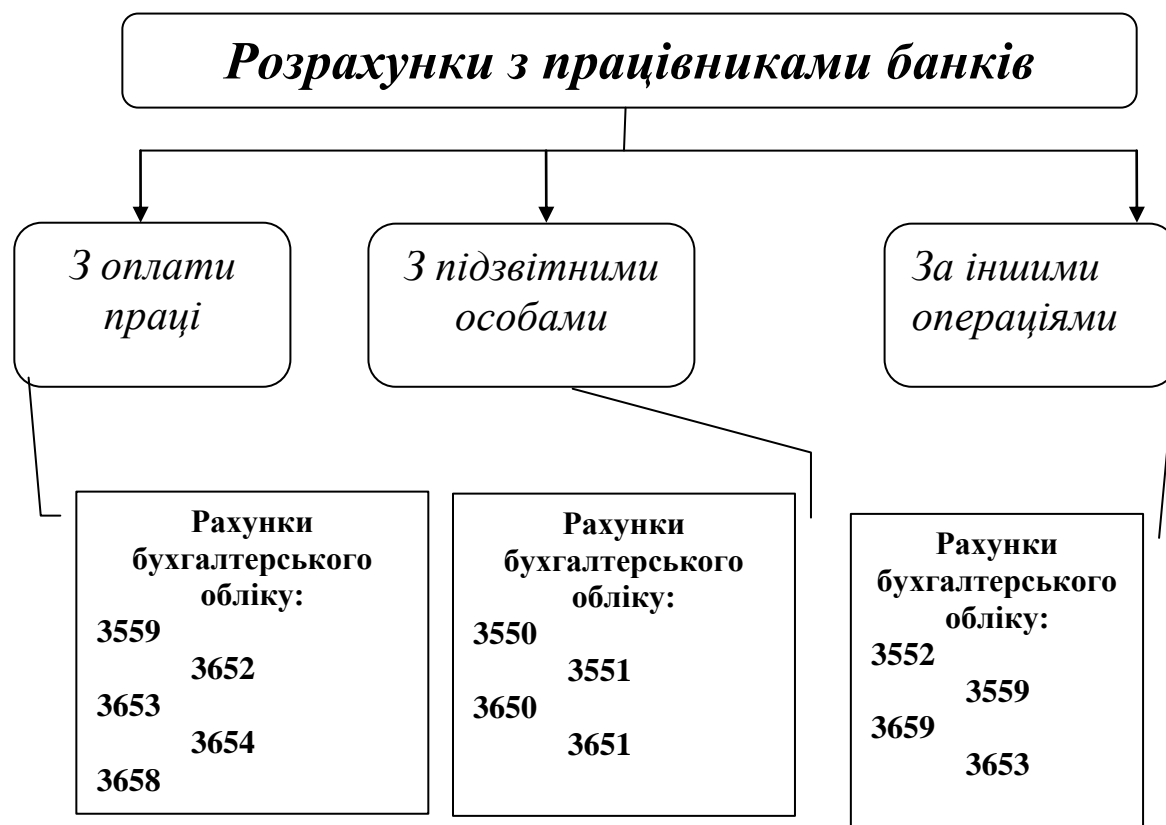 Розрахунки з працівниками банків
З оплати
праці
З підзвітними
особами
За іншими
операціями
Рахунки
бухгалтерського
обліку:
3559
3652
3653
3654
3658
Рахунки
бухгалтерського
обліку:
3550
3551
3650
3651
Рахунки
бухгалтерського
обліку:
3552
3559
3659
3653